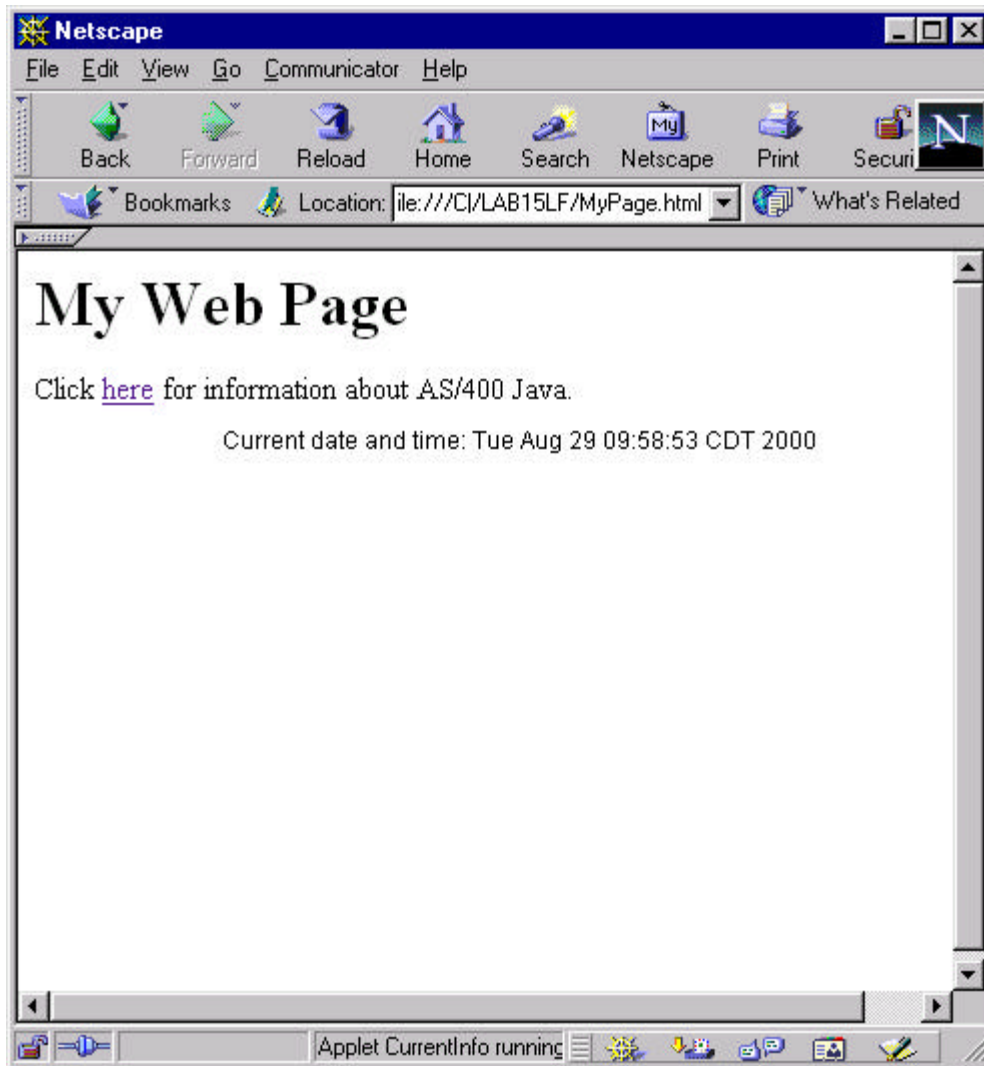 Netscape
File Edit View Go Communicator Help
My
N
Back Forward Reload Home Search Netscape Print Securi
Bookmarks Location: ile:///C|/LAB15LF/MyPage.html What's Related
My Web Page
Click here for information about AS/400 Java.
Current date and time: Tue Aug 29 09:58:53 CDT 2000
Applet CurrentInfo running